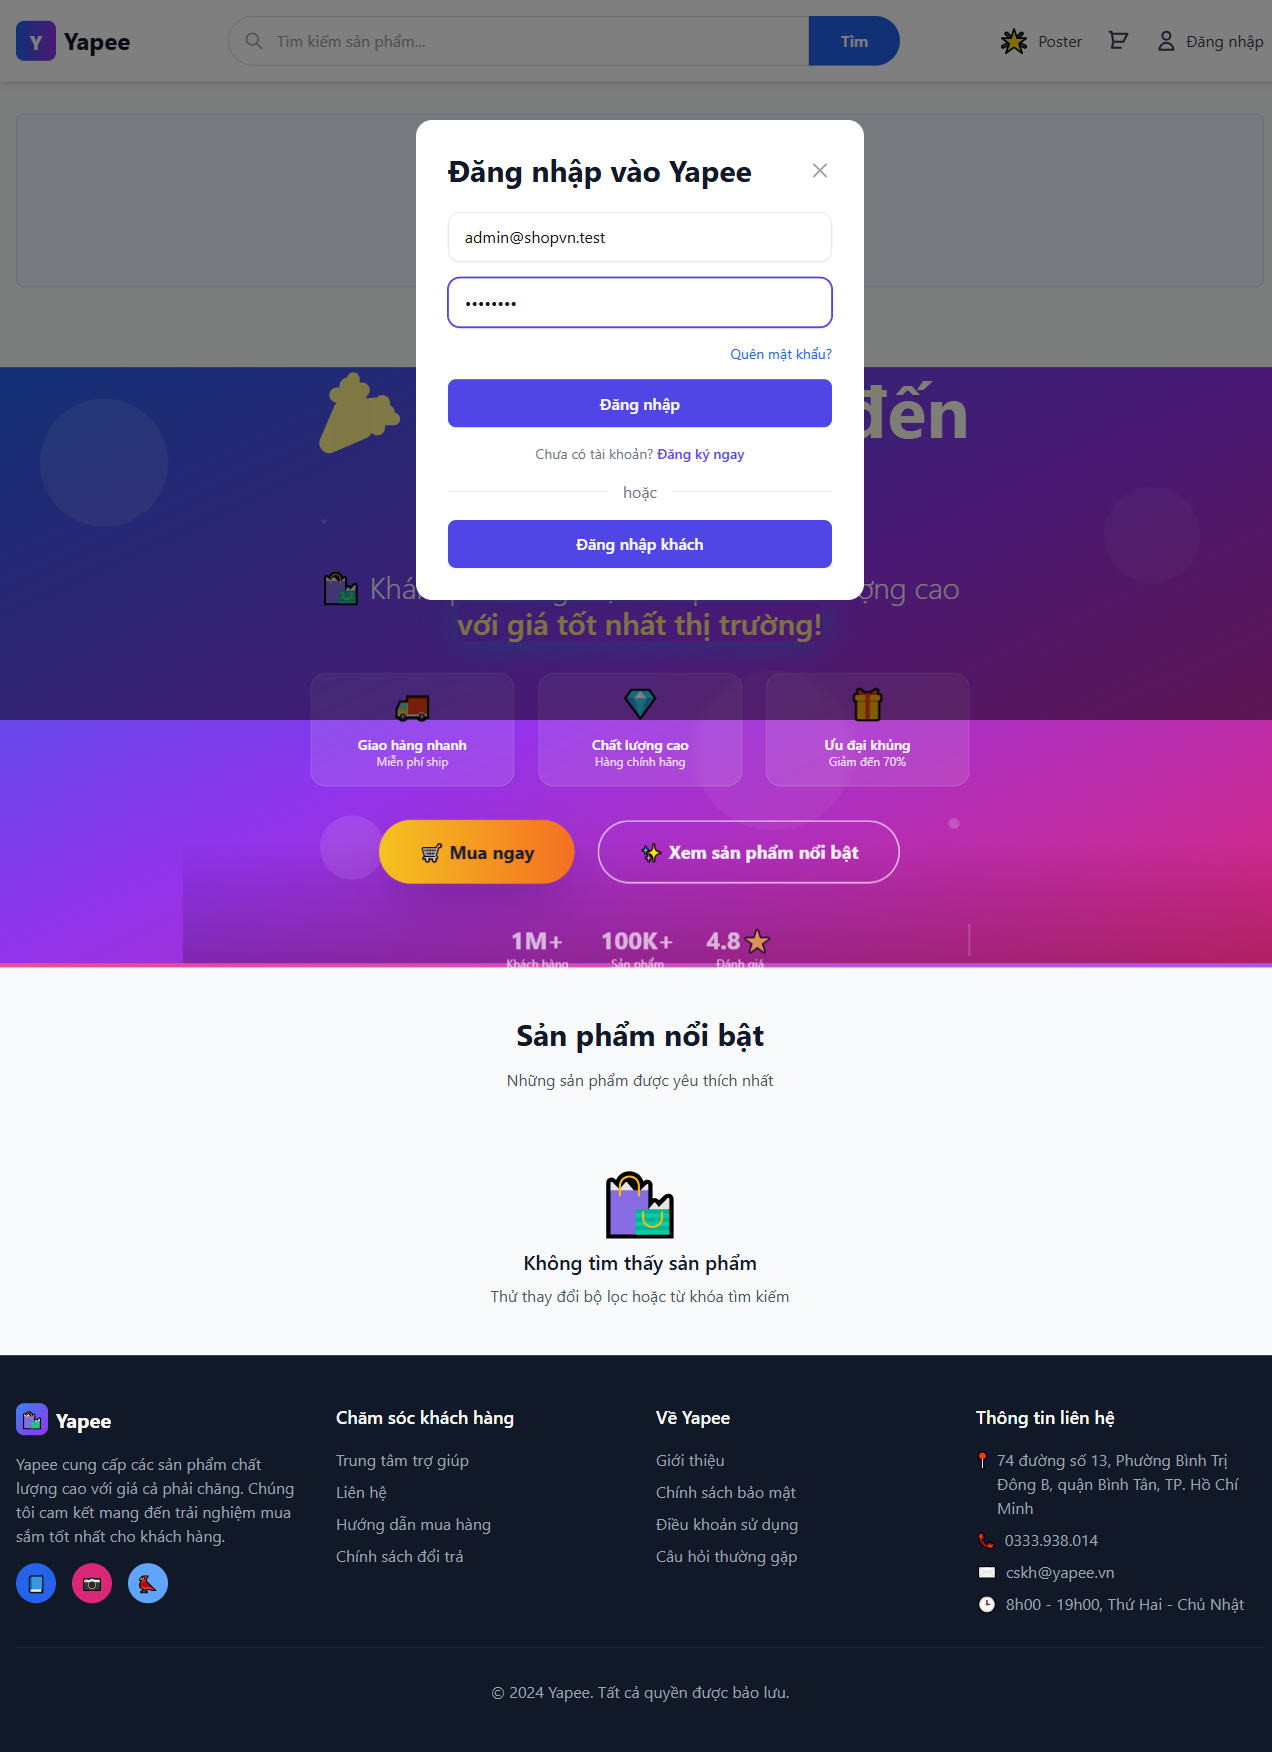 Y Yapee
Tìm kiếm sản phẩm...
Tìm
Poster
Đăng nhập
Đăng nhập vào Yapee
admin@shopvn.test
••••••••
Quên mật khẩu?
Đăng nhập
đến
Chưa có tài khoản? Đăng ký ngay
hoặc
Đăng nhập khách
cao
với giá tốt nhất thị trường!
Giao hàng nhanh
Miễn phí ship
Chất lượng cao
Hàng chính hãng
Ưu đại khủng
Giảm đến 70%
Mua ngay
Xem sản phẩm nổi bật
1M+
Khách hàng
100K+
Sản phẩm
4.8
Đánh giá
Sản phẩm nổi bật
Những sản phẩm được yêu thích nhất
Không tìm thấy sản phẩm
Thử thay đổi bộ lọc hoặc từ khóa tìm kiếm
Yapee
Yapee cung cấp các sản phẩm chất
lượng cao với giá cả phải chăng. Chúng
tôi cam kết mang đến trải nghiệm mua
sắm tốt nhất cho khách hàng.
Chăm sóc khách hàng
Trung tâm trợ giúp
Liên hệ
Hướng dẫn mua hàng
Chính sách đổi trả
Về Yapee
Giới thiệu
Chính sách bảo mật
Điều khoản sử dụng
Câu hỏi thường gặp
Thông tin liên hệ
74 đường số 13, Phường Bình Trị
Đông B, quận Bình Tân, TP. Hồ Chí
Minh
0333.938.014
cskh@yapee.vn
8h00 - 19h00, Thứ Hai - Chủ Nhật
© 2024 Yapee. Tất cả quyền được bảo lưu.